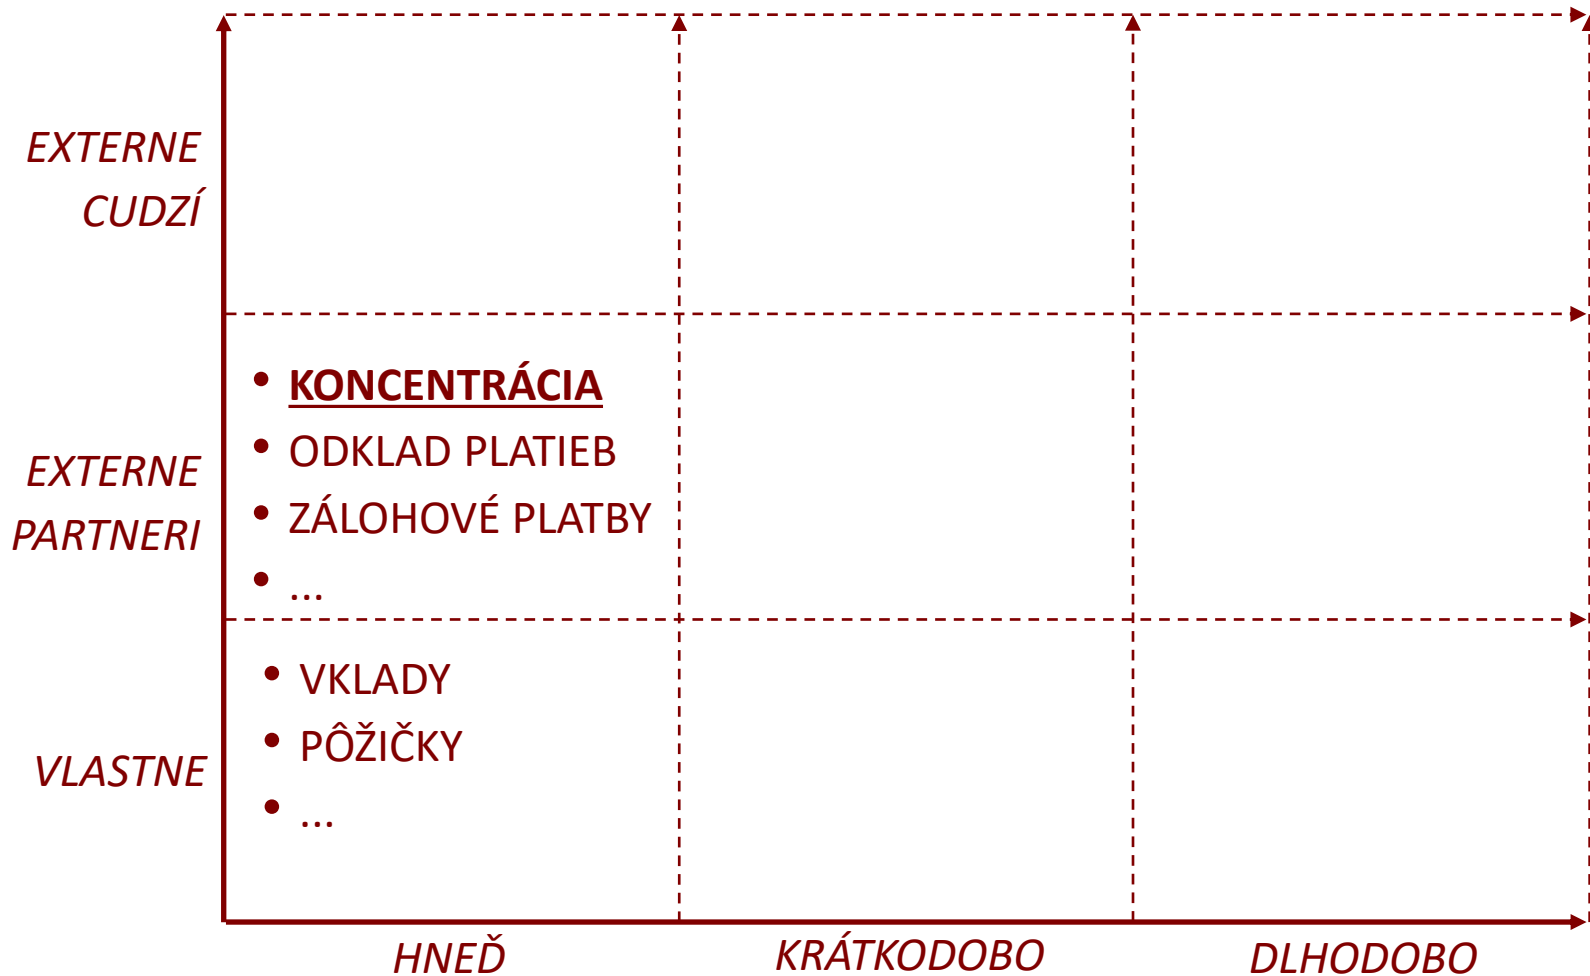 EXTERNE
CUDZÍ
• KONCENTRÁCIA
• ODKLAD PLATIEB
• ZÁLOHOVÉ PLATBY
• ...
EXTERNE
PARTNERI
• VKLADY
• PÔŽIČKY
• ...
VLASTNE
HNEĎ
KRÁTKODOBO
DLHODOBO